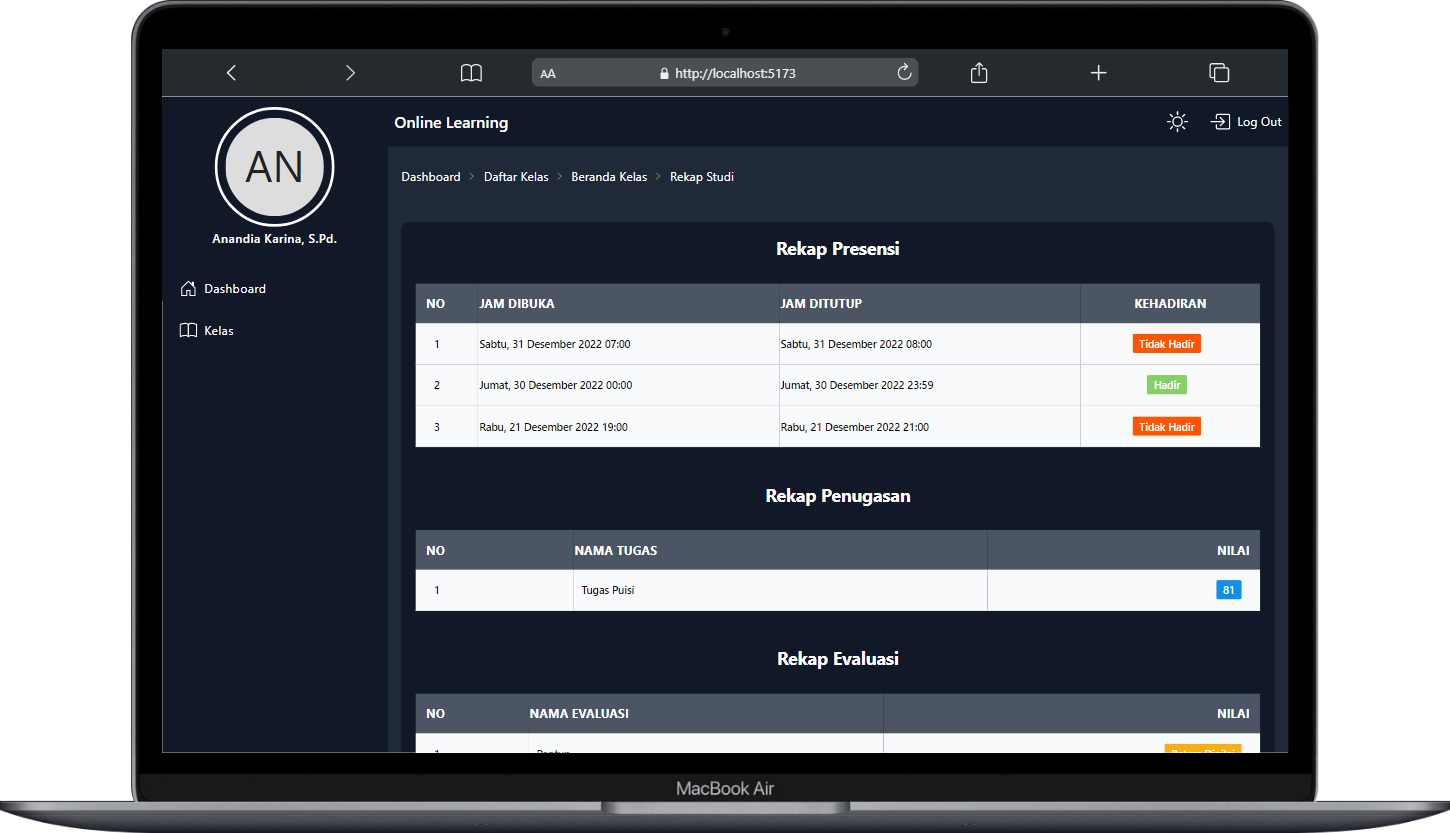 AA http://localhost:5173
AN
Anandia Karina, S.Pd.
Dashboard
Kelas
Online Learning
Log Out
Dashboard > Daftar Kelas > Beranda Kelas > Rekap Studi
Rekap Presensi
NO JAM DIBUKA JAM DITUTUP KEHADIRAN
1 Sabtu, 31 Desember 2022 07:00 Sabtu, 31 Desember 2022 08:00 Tidak Hadir
2 Jumat, 30 Desember 2022 00:00 Jumat, 30 Desember 2022 23:59 Hadir
3 Rabu, 21 Desember 2022 19:00 Rabu, 21 Desember 2022 21:00 Tidak Hadir
Rekap Penugasan
NO NAMA TUGAS NILAI
1 Tugas Puisi 81
Rekap Evaluasi
NO NAMA EVALUASI NILAI
MacBook Air